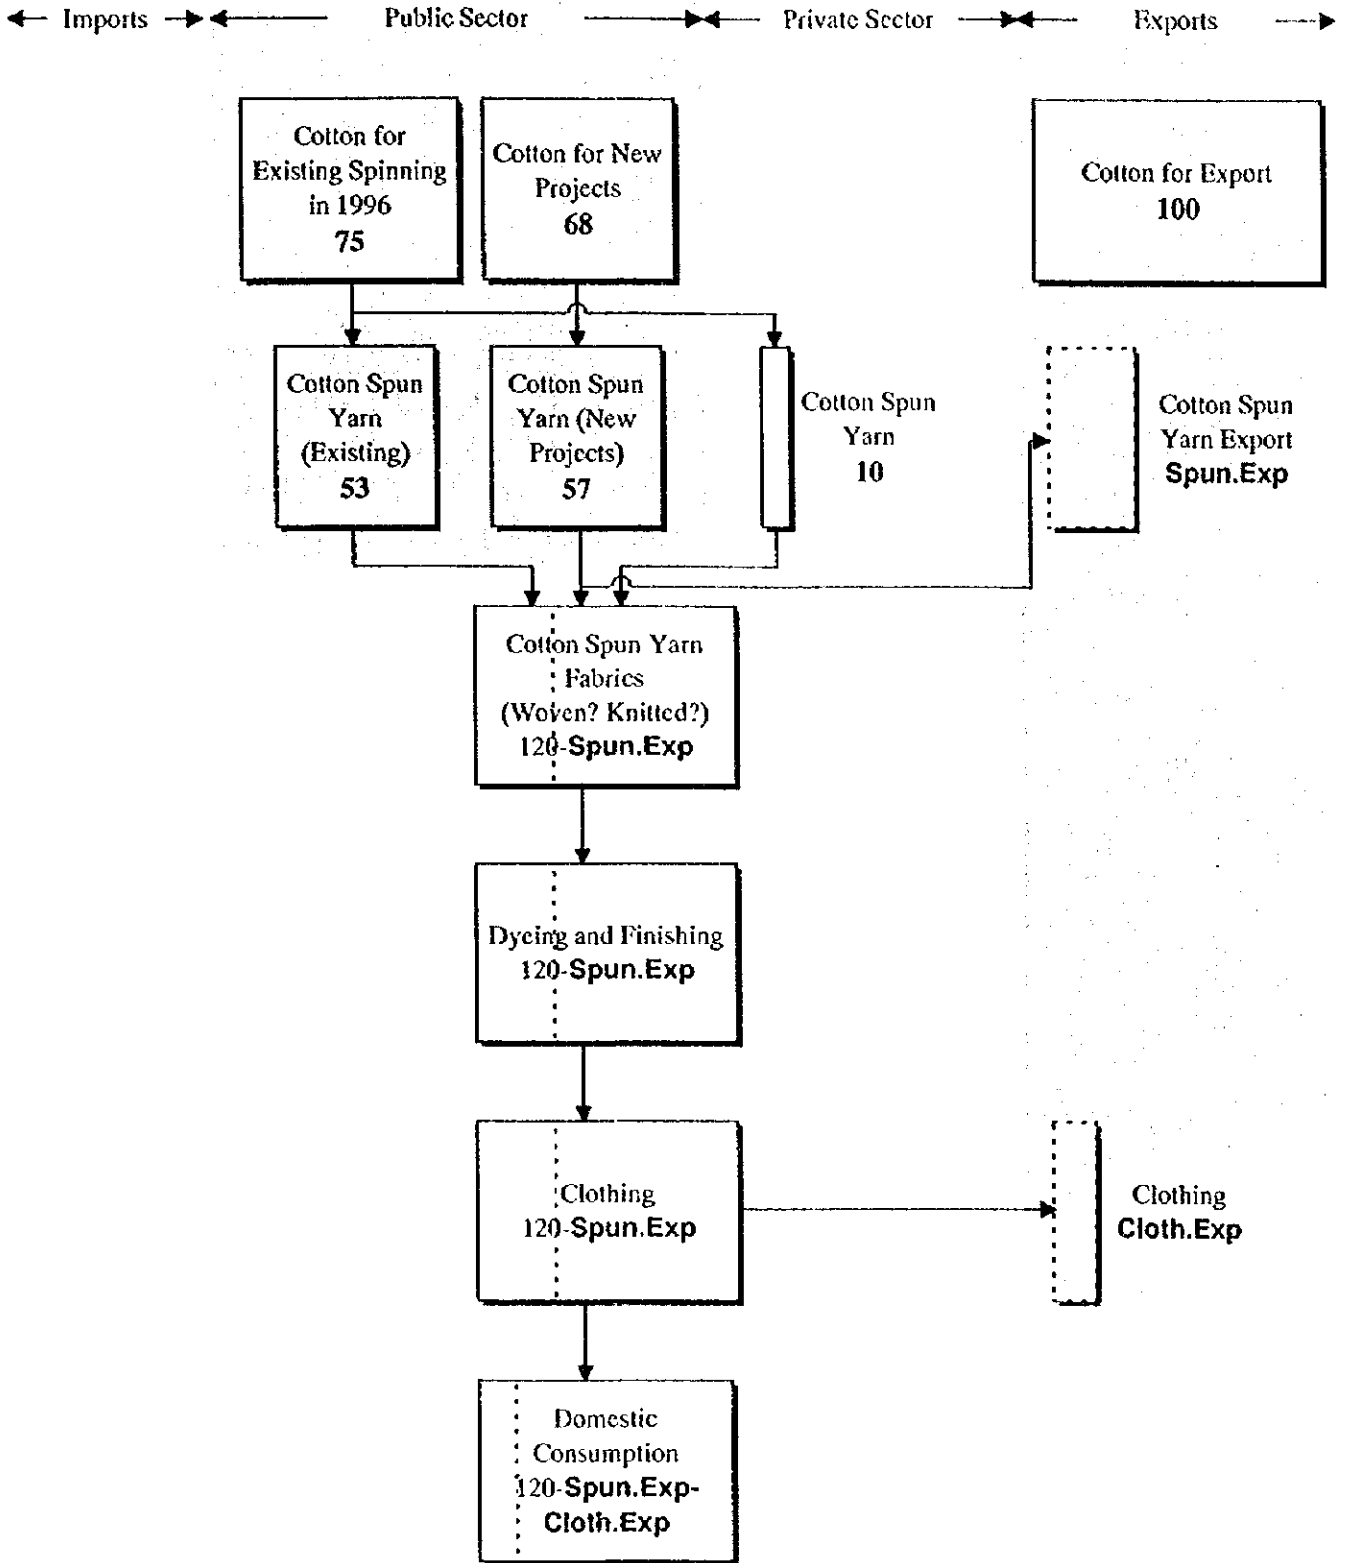 Imports Public Sector Private Sector Exports
Cotton for
Existing Spinning
in 1996
75
Cotton for New
Projects
68
Cotton for Export
100
Cotton Spun
Yarn
(Existing)
53
Cotton Spun
Yarn (New
Projects)
57
Cotton Spun
Yarn
10
Cotton Spun
Yarn Export
Spun.Exp
Cotton Spun Yarn
Fabrics
(Woven? Knitted?)
120-Spun.Exp
Dyeing and Finishing
120-Spun.Exp
Clothing
120-Spun.Exp
Clothing
Cloth.Exp
Domestic
Consumption
120-Spun.Exp-
Cloth.Exp